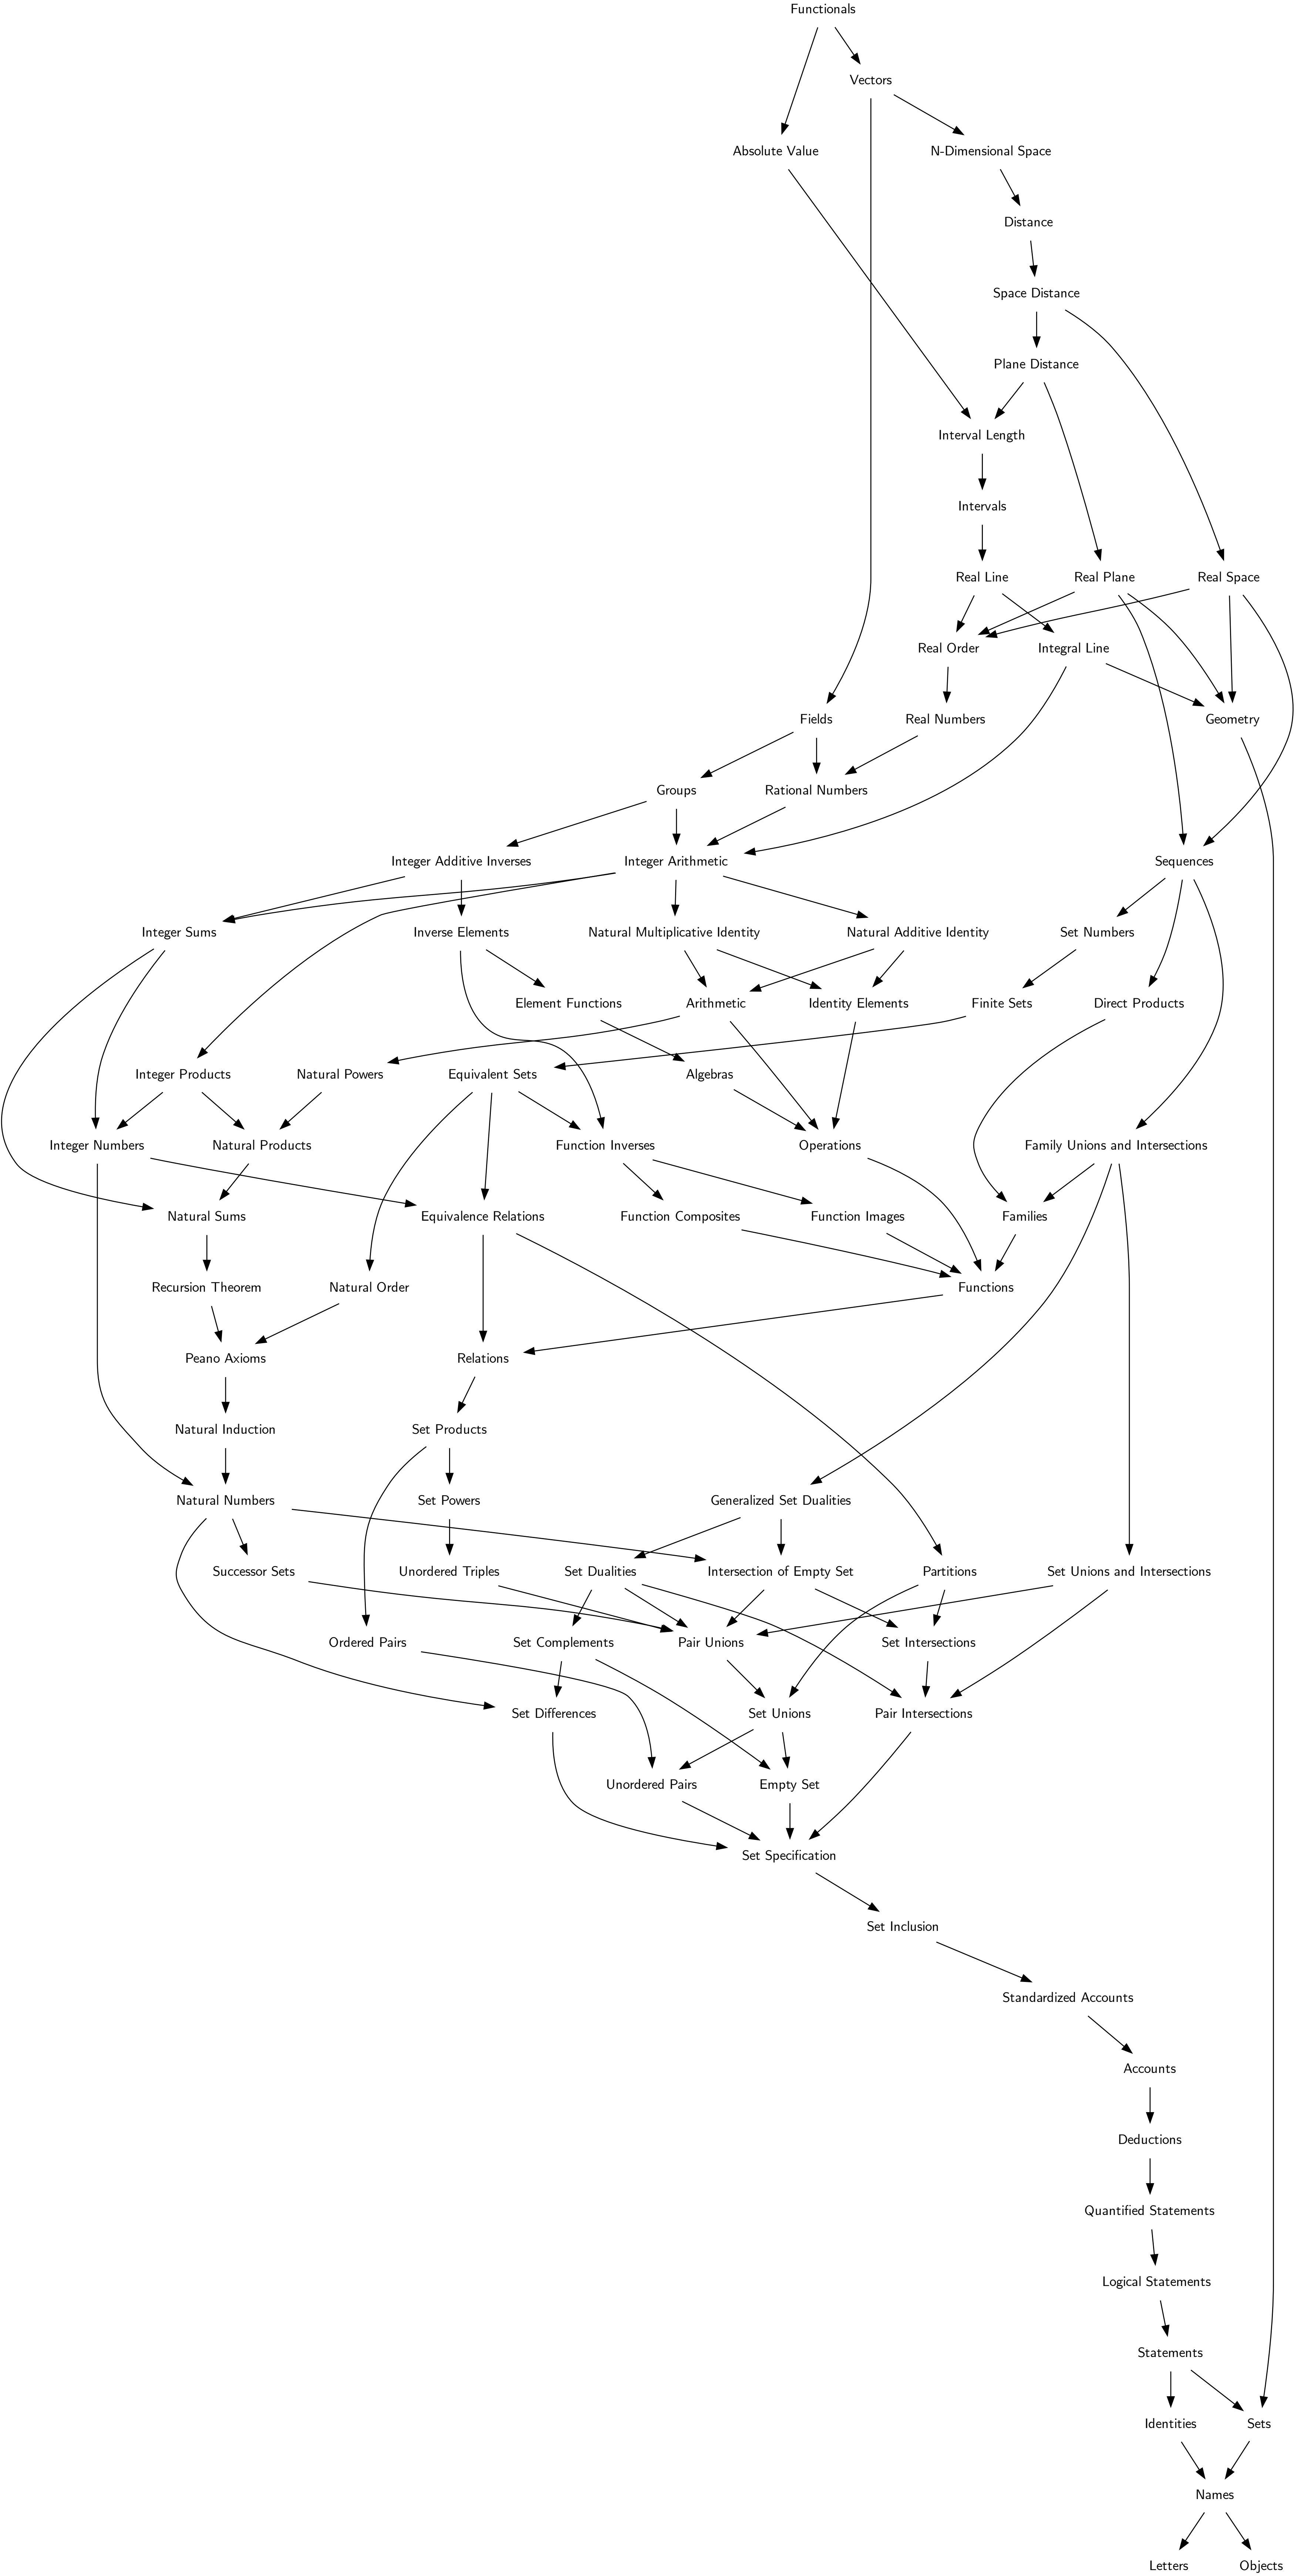 Functionals
Vectors
Absolute Value
N-Dimensional Space
Distance
Space Distance
Plane Distance
Interval Length
Intervals
Real Line
Real Plane
Real Space
Real Order
Integral Line
Fields
Real Numbers
Geometry
Groups
Rational Numbers
Integer Additive Inverses
Integer Arithmetic
Sequences
Integer Sums
Inverse Elements
Natural Multiplicative Identity
Natural Additive Identity
Set Numbers
Element Functions
Arithmetic
Identity Elements
Finite Sets
Direct Products
Integer Products
Natural Powers
Equivalent Sets
Algebras
Integer Numbers
Natural Products
Function Inverses
Operations
Family Unions and Intersections
Natural Sums
Equivalence Relations
Function Composites
Function Images
Families
Recursion Theorem
Natural Order
Functions
Peano Axioms
Relations
Natural Induction
Set Products
Natural Numbers
Set Powers
Generalized Set Dualities
Successor Sets
Unordered Triples
Set Dualities
Intersection of Empty Set
Partitions
Set Unions and Intersections
Ordered Pairs
Set Complements
Pair Unions
Set Intersections
Set Differences
Set Unions
Pair Intersections
Unordered Pairs
Empty Set
Set Specification
Set Inclusion
Standardized Accounts
Accounts
Deductions
Quantified Statements
Logical Statements
Statements
Identities
Sets
Names
Letters
Objects